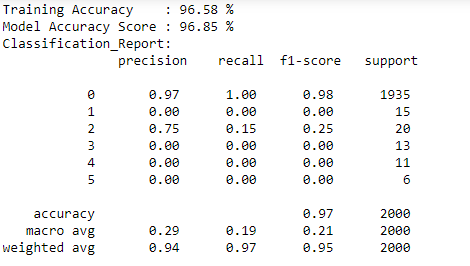 Training Accuracy    : 96.58 %
Model Accuracy Score : 96.85 %
Classification_Report:
              precision    recall  f1-score   support

           0       0.97      1.00      0.98      1935
           1       0.00      0.00      0.00        15
           2       0.75      0.15      0.25        20
           3       0.00      0.00      0.00        13
           4       0.00      0.00      0.00        11
           5       0.00      0.00      0.00         6

    accuracy                           0.97      2000
   macro avg       0.29      0.19      0.21      2000
weighted avg       0.94      0.97      0.95      2000